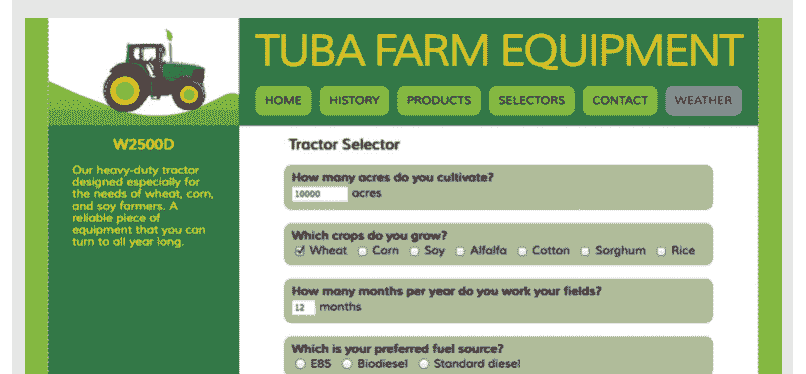 TUBA FARM EQUIPMENT
HOME HISTORY PRODUCTS SELECTORS CONTACT WEATHER
W2500D
Our heavy-duty tractor
designed especially for
the needs of wheat, corn,
and soy farmers. A
reliable piece of
equipment that you can
turn to all year long.
Tractor Selector
How many acres do you cultivate?
10000 acres
Which crops do you grow?
Wheat Corn Soy Alfalfa Cotton Sorghum Rice
How many months per year do you work your fields?
12 months
Which is your preferred fuel source?
E85 Biodiesel Standard diesel